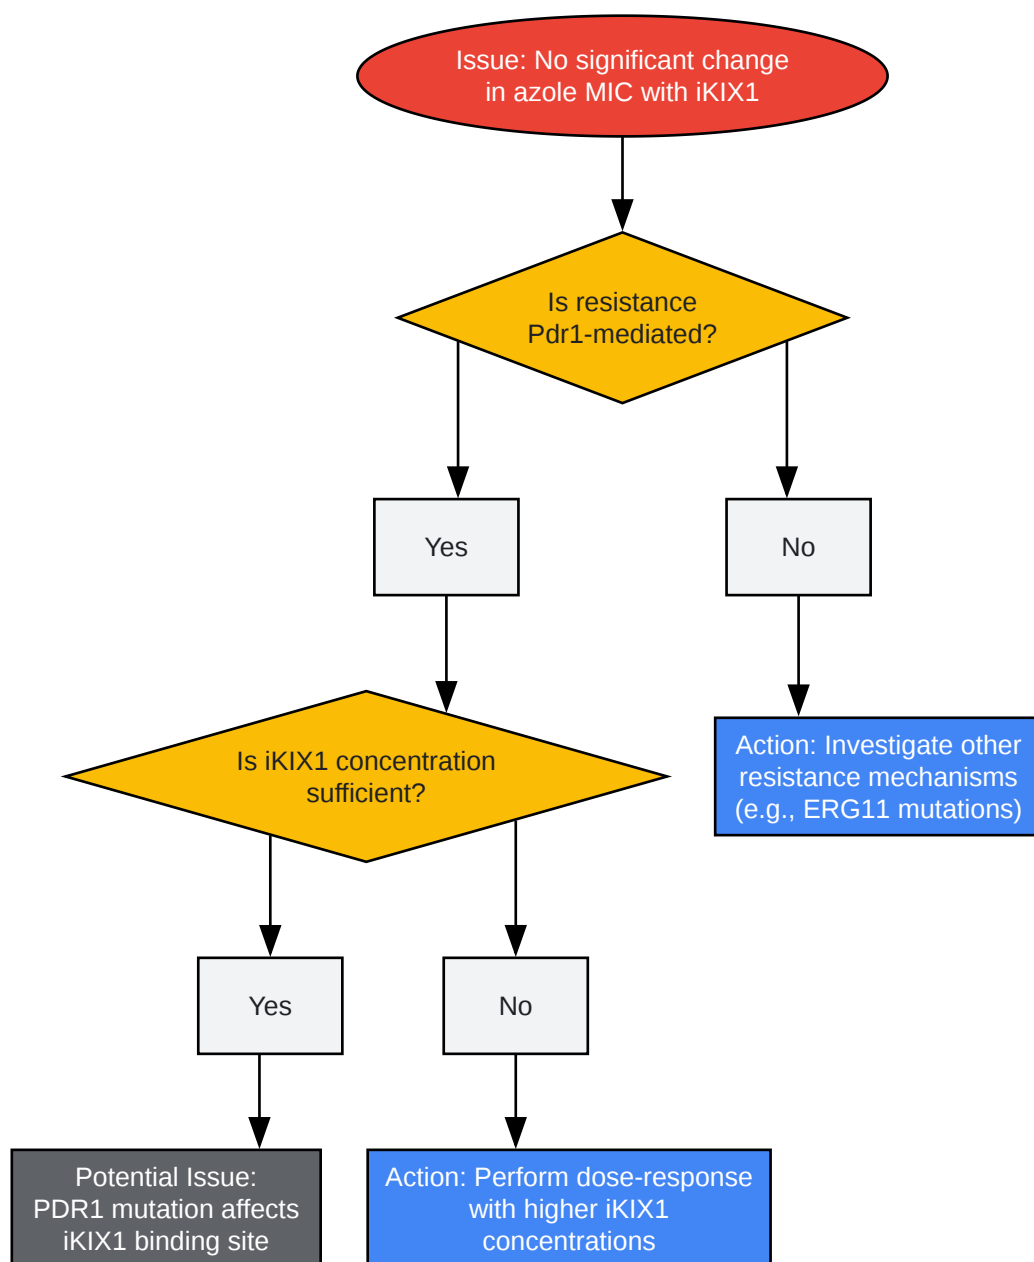 Issue: No significant change
in azole MIC with iKIX1
Is resistance
Pdr1-mediated?
Yes
No
Is iKIX1 concentration
sufficient?
Action: Investigate other
resistance mechanisms
(e.g., ERG11 mutations)
Yes
No
Potential Issue:
PDR1 mutation affects
iKIX1 binding site
Action: Perform dose-response
with higher iKIX1
concentrations